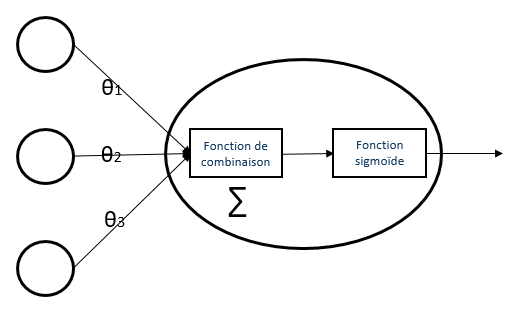 θ1
θ2
θ3
Fonction de
combinaison
Σ
Fonction
sigmoïde